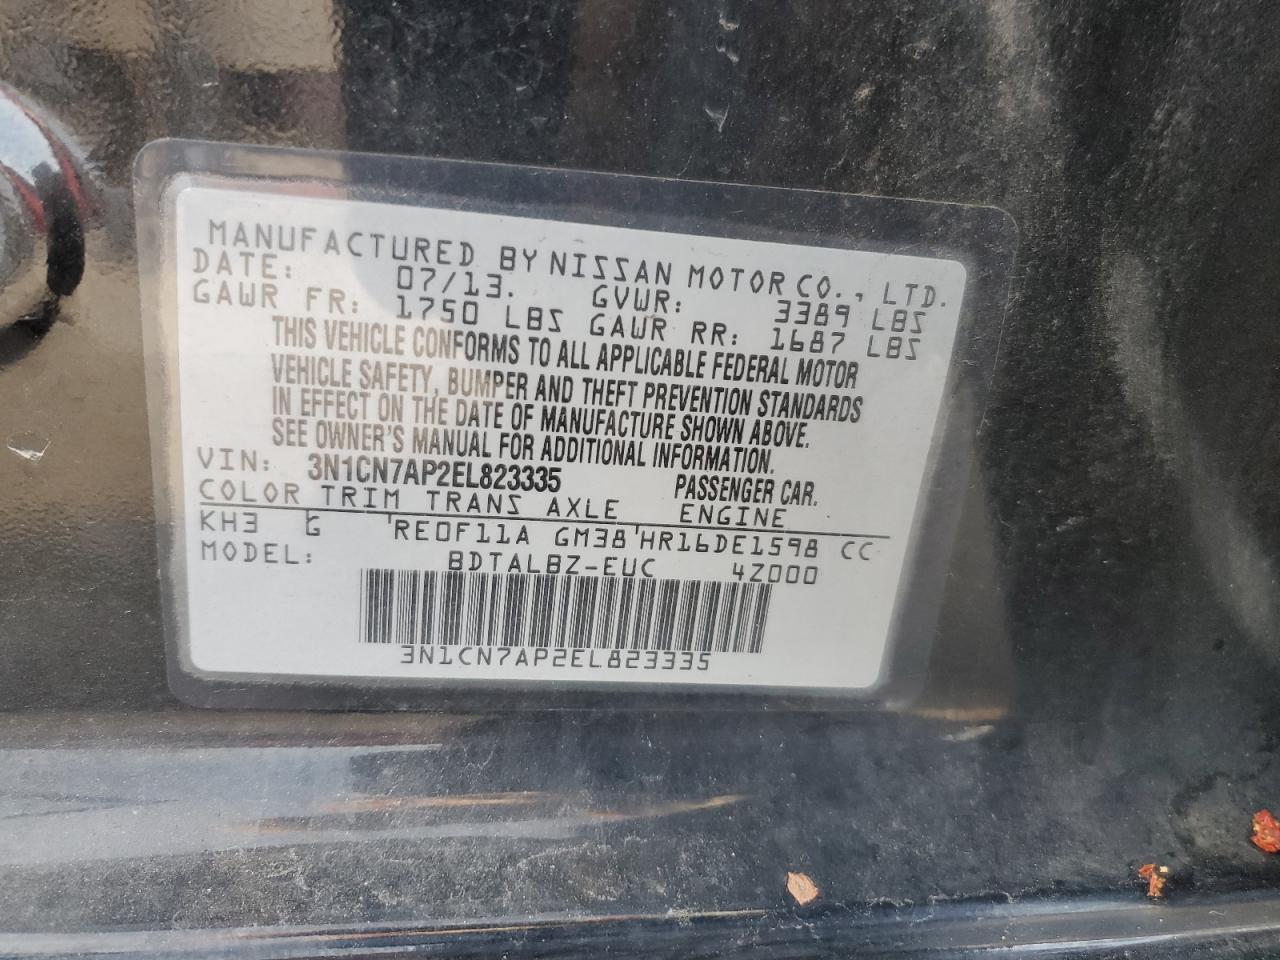 MANUFACTURED BY NISSAN MOTOR CO., LTD.
DATE: 07/13. GVWR: 3389 LBS
GAWR FR: 1750 LBS GAWR RR: 1687 LBS
THIS VEHICLE CONFORMS TO ALL APPLICABLE FEDERAL MOTOR
VEHICLE SAFETY, BUMPER AND THEFT PREVENTION STANDARDS
IN EFFECT ON THE DATE OF MANUFACTURE SHOWN ABOVE.
SEE OWNER'S MANUAL FOR ADDITIONAL INFORMATION.
VIN: 3N1CN7AP2EL823335 PASSENGER CAR.
COLOR TRIM TRANS AXLE ENGINE
KH3 G RE0F11A GM38 HR16DE1598 CC
MODEL: BDTALBZ-EUC 4Z000
3N1CN7AP2EL823335